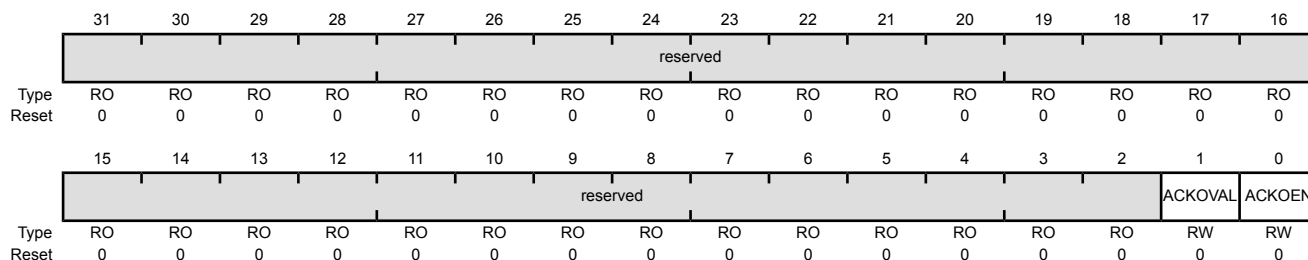 31 30 29 28 27 26 25 24 23 22 21 20 19 18 17 16
reserved
Type RO RO RO RO RO RO RO RO RO RO RO RO RO RO RO RO
Reset 0 0 0 0 0 0 0 0 0 0 0 0 0 0 0 0
15 14 13 12 11 10 9 8 7 6 5 4 3 2 1 0
reserved ACKOVAL ACKOEN
Type RO RO RO RO RO RO RO RO RO RO RO RO RO RO RW RW
Reset 0 0 0 0 0 0 0 0 0 0 0 0 0 0 0 0